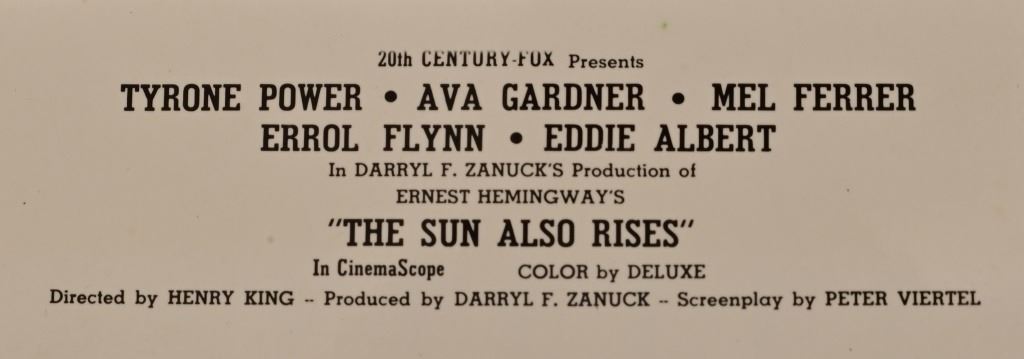 20th CENTURY-FOX Presents
TYRONE POWER • AVA GARDNER • MEL FERRER
ERROL FLYNN • EDDIE ALBERT
In DARRYL F. ZANUCK'S Production of
ERNEST HEMINGWAY'S
"THE SUN ALSO RISES"
In CinemaScope COLOR by DELUXE
Directed by HENRY KING -- Produced by DARRYL F. ZANUCK -- Screenplay by PETER VIERTEL